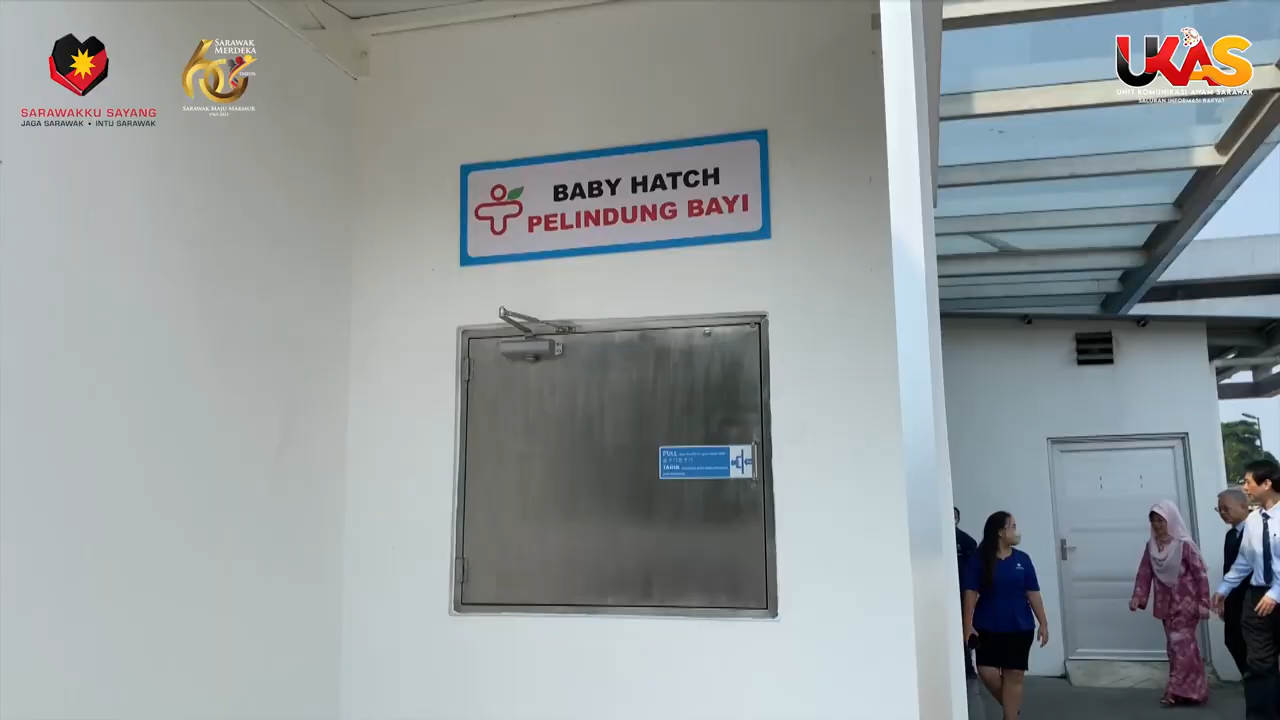 SARAWAKKU SAYANG
JAGA SARAWAK • INTU SARAWAK
SARAWAK
MERDEKA
60
SARAWAK MAJU MAKMUR
UKAS
UNIT KOMUNIKASI AWAM SARAWAK
SALURAN INFORMASI RAKYAT
BABY HATCH
PELINDUNG BAYI
PULL
TARIK